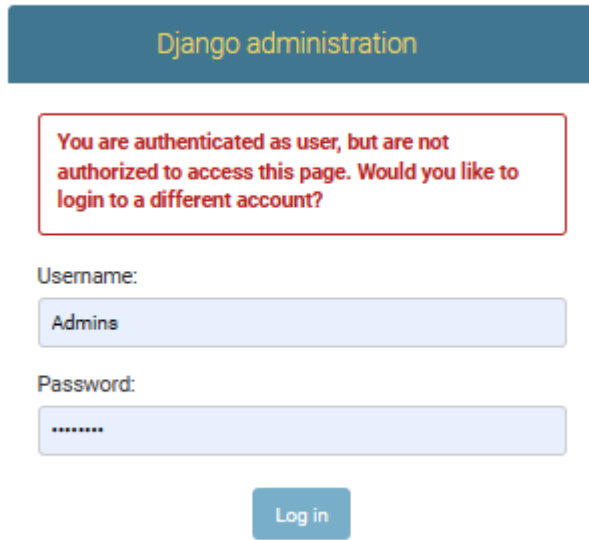 Django administration
You are authenticated as user, but are not
authorized to access this page. Would you like to
login to a different account?
Username:
Admins
Password:
••••••••
Log in